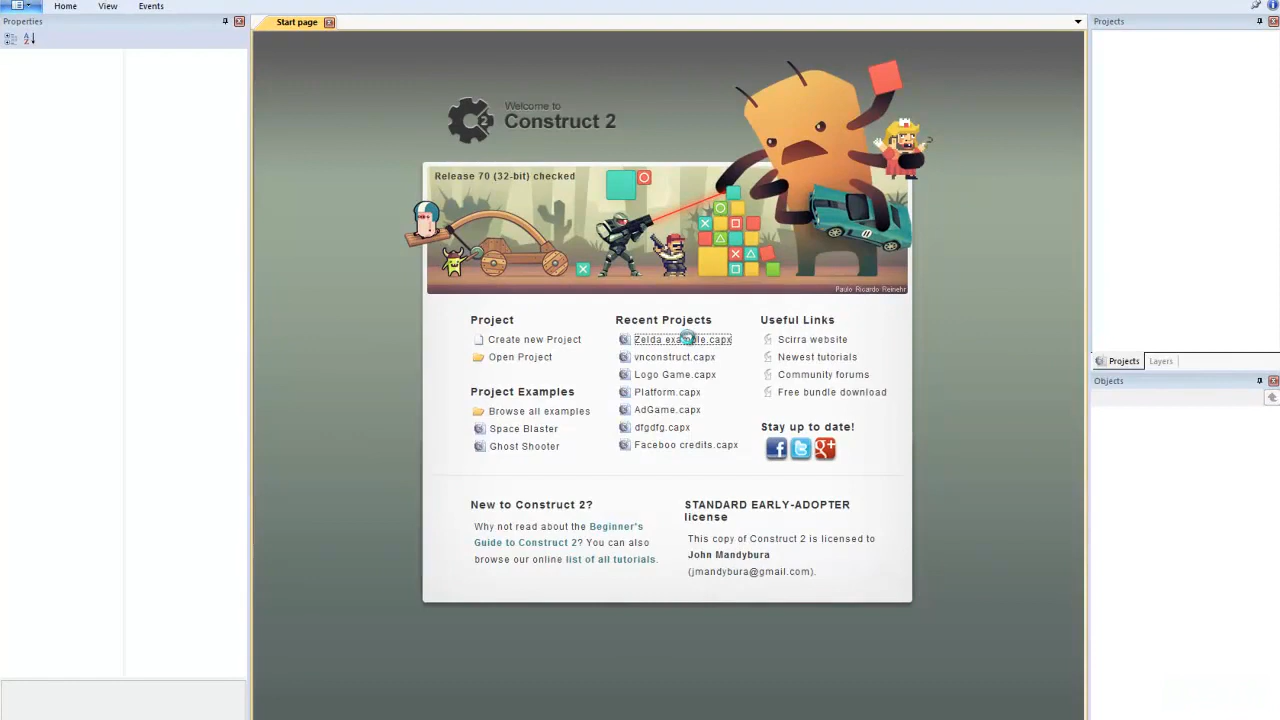 Home View Events
Properties
Start page
Projects
Welcome to
Construct 2
Release 70 (32-bit) checked
Paulo Ricardo Reinehr
Project
Create new Project
Open Project
Project Examples
Browse all examples
Space Blaster
Ghost Shooter
Recent Projects
Zelda example.capx
vnconstruct.capx
Logo Game.capx
Platform.capx
AdGame.capx
dfgdfg.capx
Faceboo credits.capx
Useful Links
Scirra website
Newest tutorials
Community forums
Free bundle download
Stay up to date!
New to Construct 2?
Why not read about the Beginner's
Guide to Construct 2? You can also
browse our online list of all tutorials.
STANDARD EARLY-ADOPTER
license
This copy of Construct 2 is licensed to
John Mandybura
(jmandybura@gmail.com).
Projects Layers
Objects